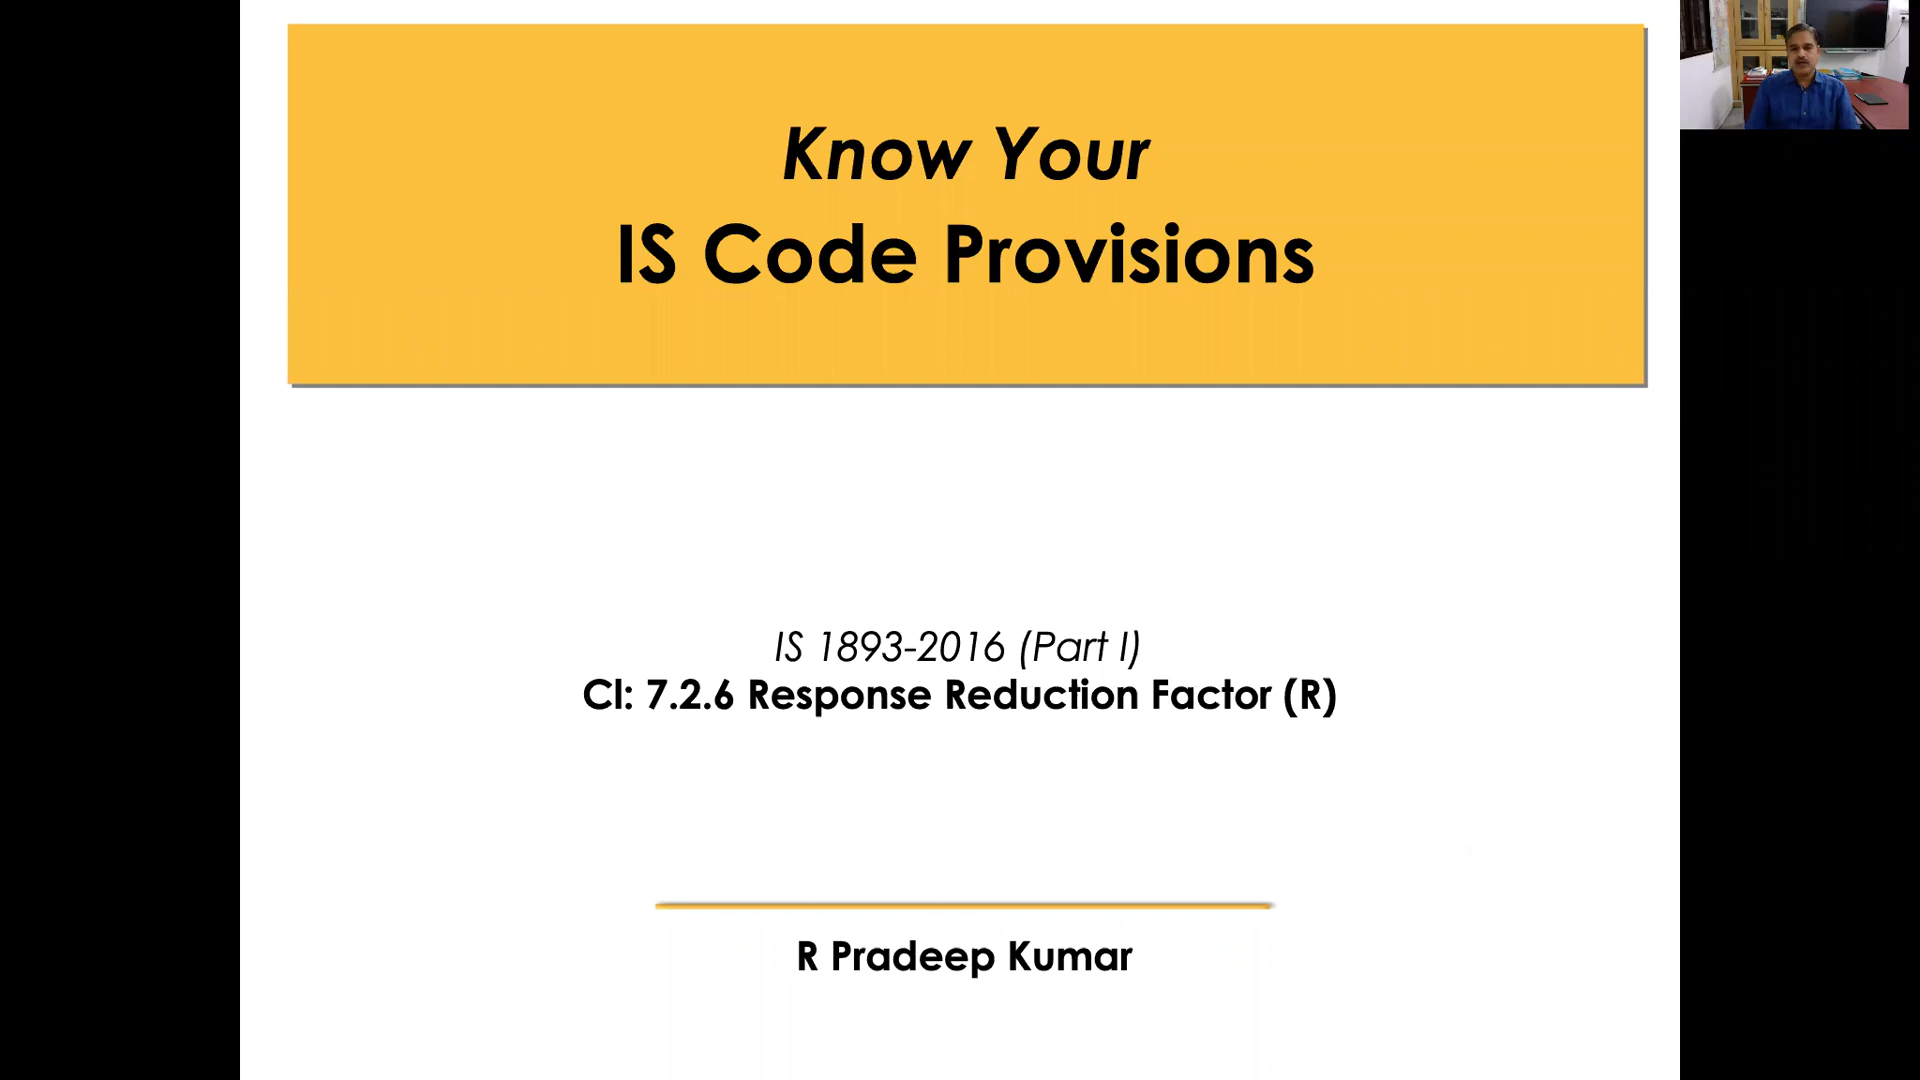 Know Your
IS Code Provisions
IS 1893-2016 (Part I)
Cl: 7.2.6 Response Reduction Factor (R)
R Pradeep Kumar